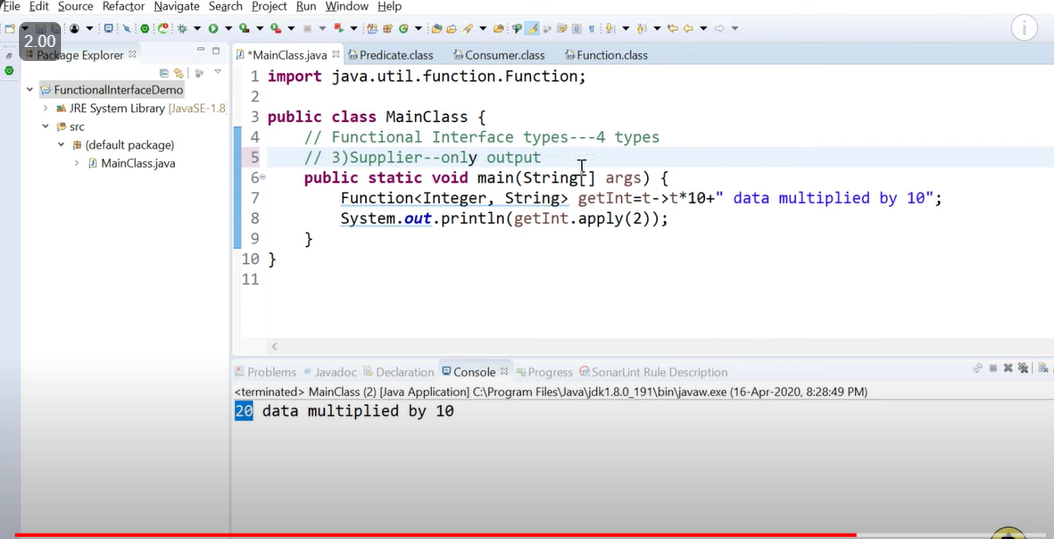 File Edit Source Refactor Navigate Search Project Run Window Help
2.00
Package Explorer
*MainClass.java Predicate.class Consumer.class Function.class
FunctionalInterfaceDemo
JRE System Library [JavaSE-1.8]
src
(default package)
MainClass.java
1 import java.util.function.Function;
2
3 public class MainClass {
4 // Functional Interface types---4 types
5 // 3)Supplier--only output
6 public static void main(String[] args) {
7 Function<Integer, String> getInt=t->t*10+" data multiplied by 10";
8 System.out.println(getInt.apply(2));
9 }
10 }
11
Problems Javadoc Declaration Console Progress SonarLint Rule Description
<terminated> MainClass (2) [Java Application] C:\Program Files\Java\jdk1.8.0_191\bin\javaw.exe (16-Apr-2020, 8:28:49 PM)
20 data multiplied by 10